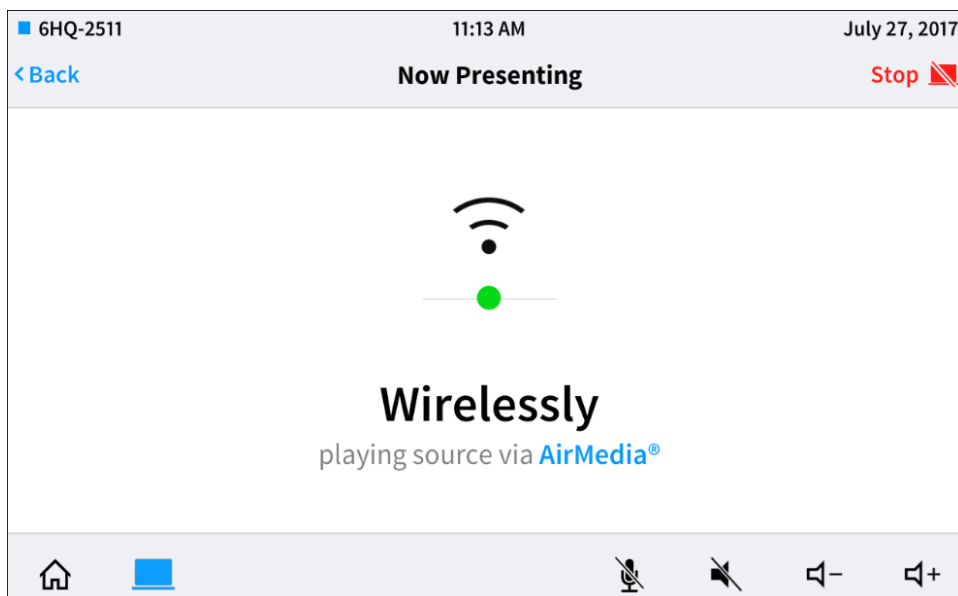 6HQ-2511 11:13 AM July 27, 2017
< Back Now Presenting Stop
Wirelessly
playing source via AirMedia®